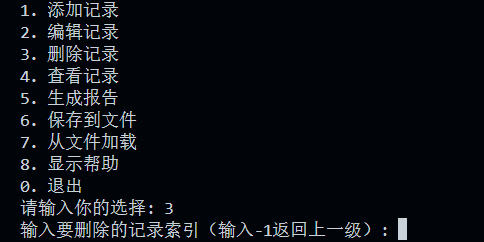 1. 添加记录
2. 编辑记录
3. 删除记录
4. 查看记录
5. 生成报告
6. 保存到文件
7. 从文件加载
8. 显示帮助
0. 退出
请输入你的选择: 3
输入要删除的记录索引（输入-1返回上一级）: